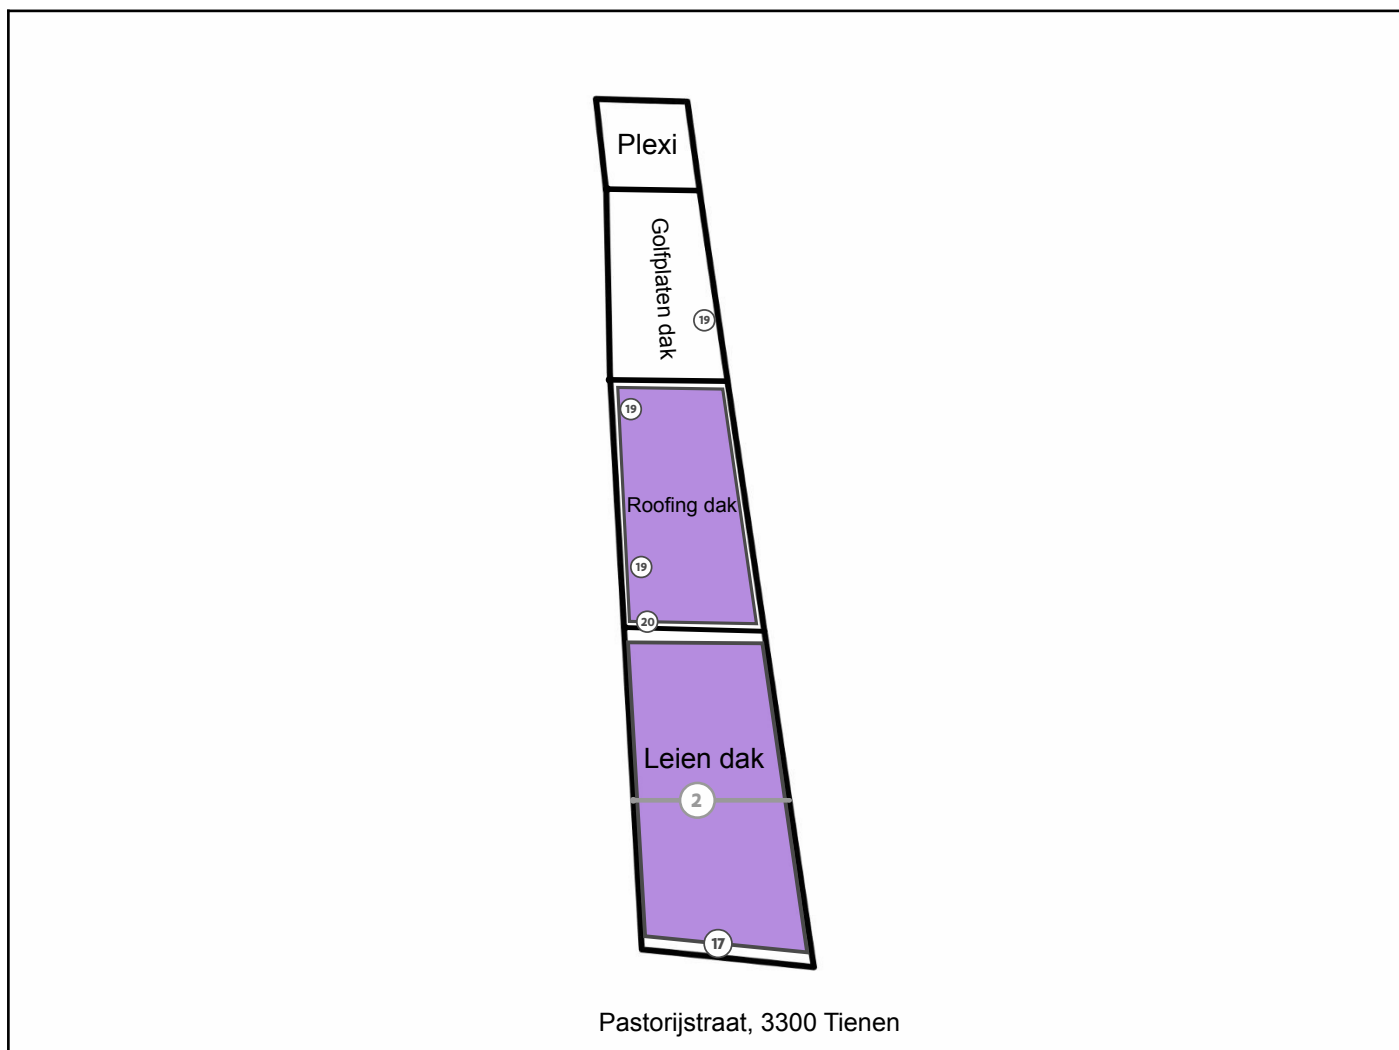 Plexi
Golfplaten dak
19
19
Roofing dak
19
20
Leien dak
2
17
Pastorijstraat, 3300 Tienen